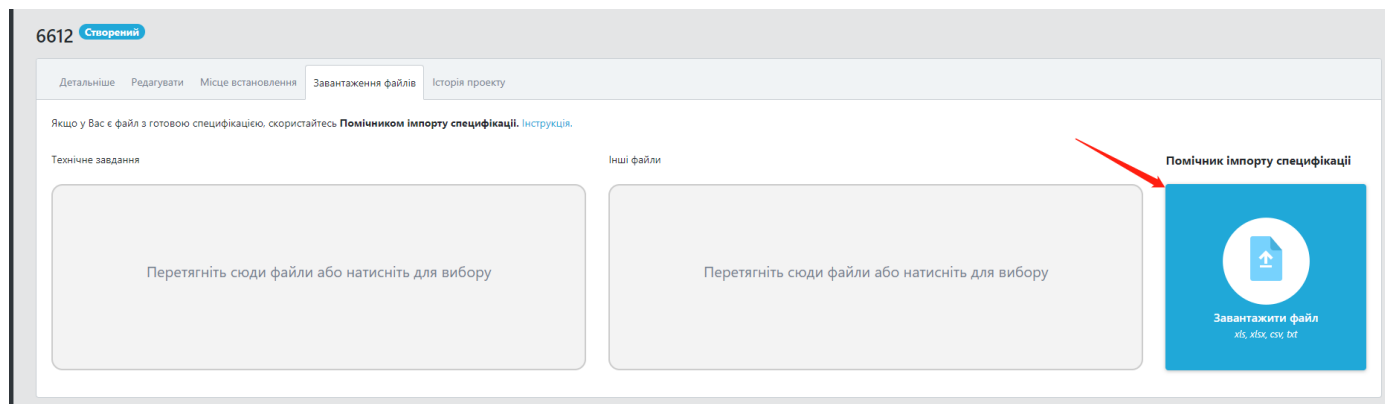 6612 Створений
Детальніше Редагувати Місце встановлення Завантаження файлів Історія проекту
Якщо у Вас є файл з готовою специфікацією, скористайтесь Помічником імпорту специфікації. Інструкція.
Технічне завдання
Інші файли
Помічник імпорту специфікації
Перетягніть сюди файли або натисніть для вибору
Перетягніть сюди файли або натисніть для вибору
Завантажити файл
xls, xlsx, csv, txt